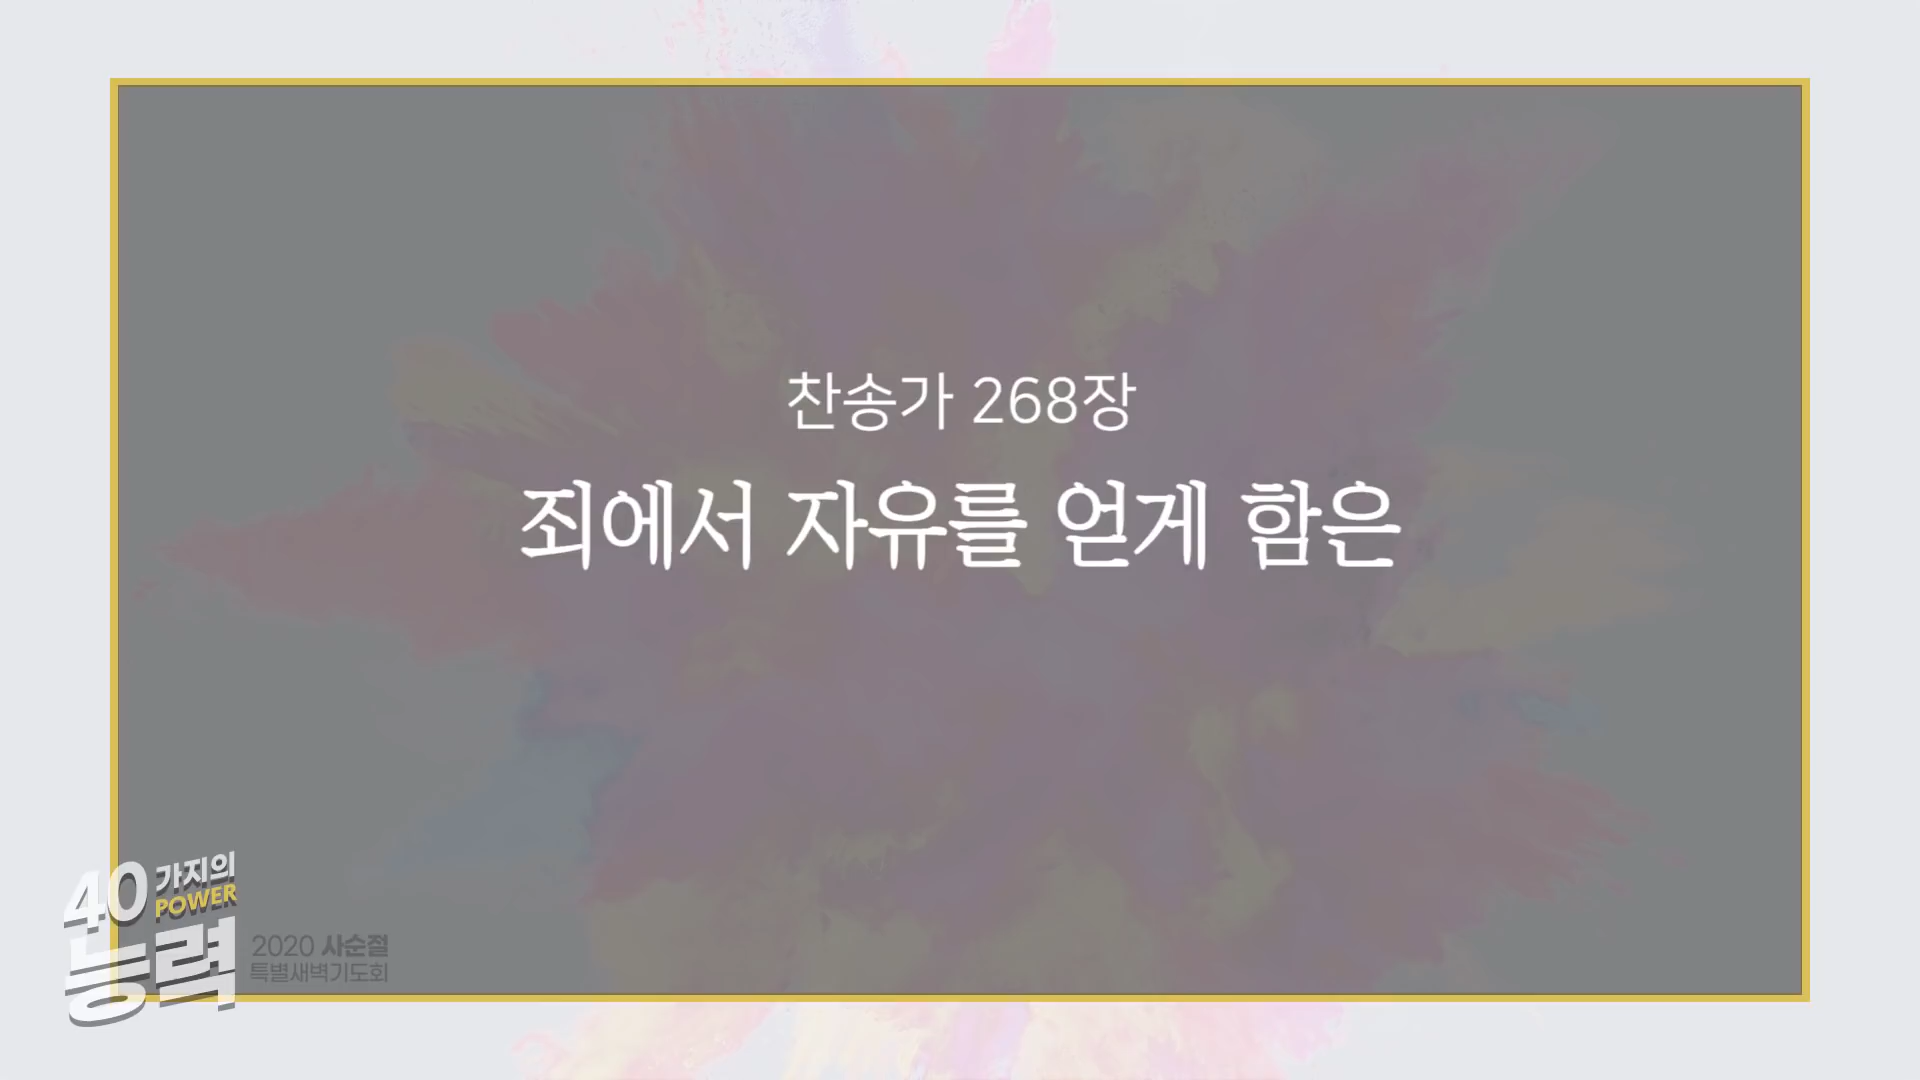 찬송가 268장
죄에서 자유를 얻게 함은
40 가지의
POWER
능력
2020 사순절
특별새벽기도회